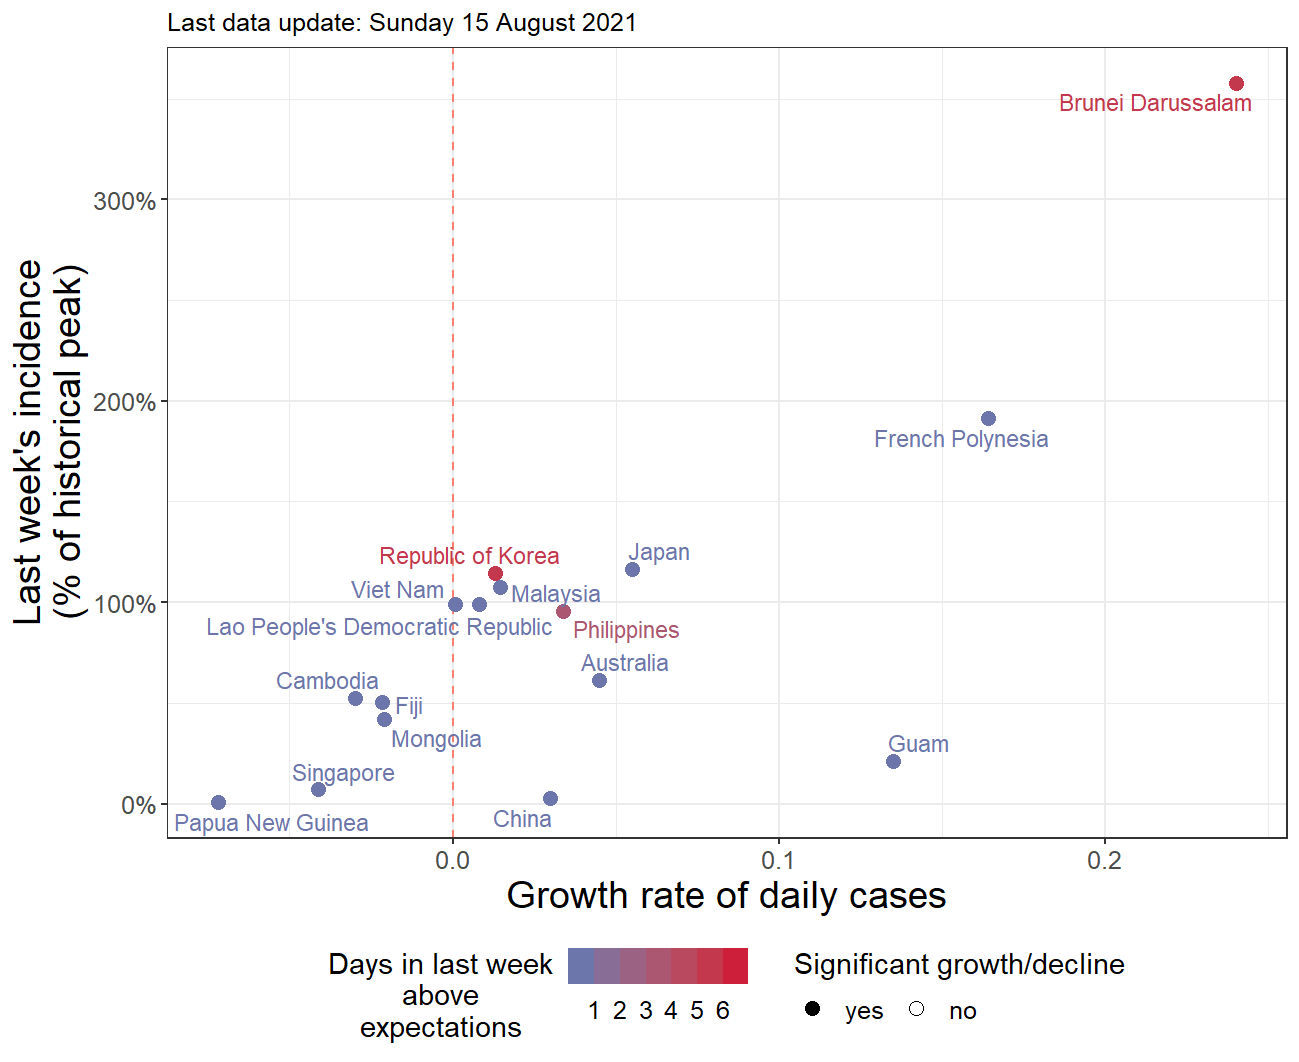 Last data update: Sunday 15 August 2021
Last week's incidence
(% of historical peak)
300%
200%
100%
0%
Brunei Darussalam
French Polynesia
Japan
Republic of Korea
Viet Nam
Malaysia
Lao People's Democratic Republic
Philippines
Australia
Cambodia
Fiji
Mongolia
Guam
Singapore
China
Papua New Guinea
0.0
0.1
0.2
Growth rate of daily cases
Days in last week
above
expectations
1 2 3 4 5 6
Significant growth/decline
yes
no